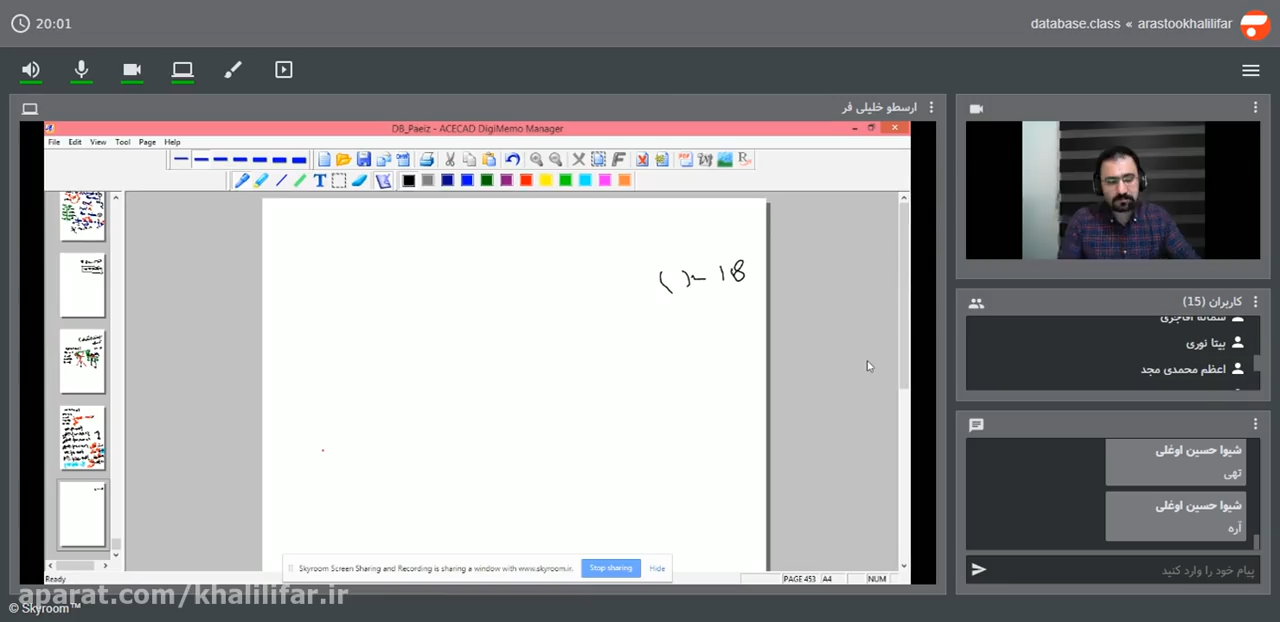 20:01
database.class « arastookhalilifar
ارسطو خلیلی فر
DB_Paeiz - ACECAD DigiMemo Manager
File Edit View Tool Page Help
( )- 18
Skyroom Screen Sharing and Recording is sharing a window with www.skyroom.ir.
Stop sharing
Hide
Ready
PAGE 453 A4 NUM
کاربران (15)
سمانه آقاجری
بیتا نوری
اعظم محمدی مجد
شیوا حسین اوغلی
تهی
شیوا حسین اوغلی
آره
پیام خود را وارد کنید
aparat.com/khalilifar.ir
© Skyroom™